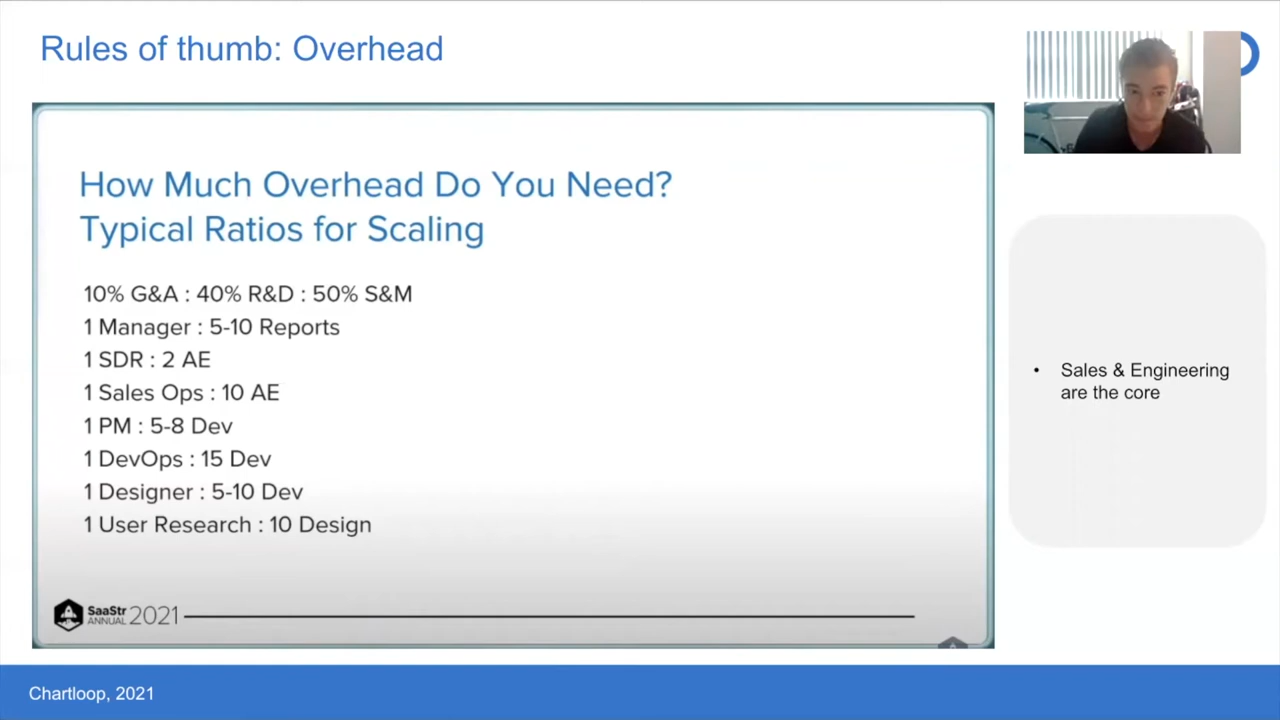 Rules of thumb: Overhead
How Much Overhead Do You Need?
Typical Ratios for Scaling
10% G&A : 40% R&D : 50% S&M
1 Manager : 5-10 Reports
1 SDR : 2 AE
1 Sales Ops : 10 AE
1 PM : 5-8 Dev
1 DevOps : 15 Dev
1 Designer : 5-10 Dev
1 User Research : 10 Design
SaaStr
ANNUAL 2021
• Sales & Engineering
are the core
Chartloop, 2021